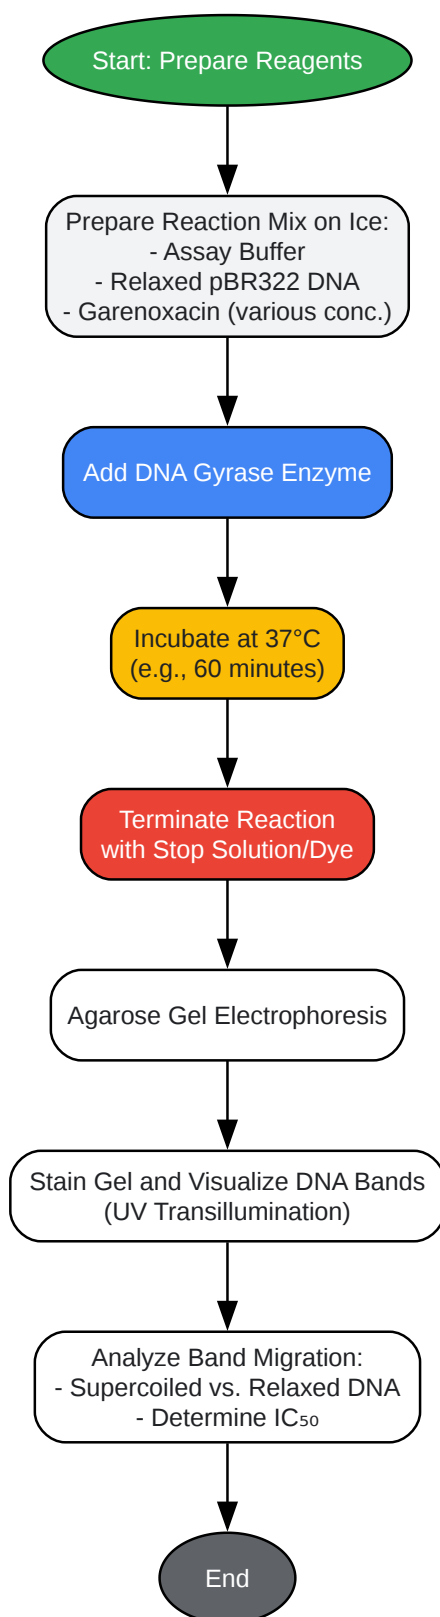 Start: Prepare Reagents
Prepare Reaction Mix on Ice:
- Assay Buffer
- Relaxed pBR322 DNA
- Garenoxacin (various conc.)
Add DNA Gyrase Enzyme
Incubate at 37°C
(e.g., 60 minutes)
Terminate Reaction
with Stop Solution/Dye
Agarose Gel Electrophoresis
Stain Gel and Visualize DNA Bands
(UV Transillumination)
Analyze Band Migration:
- Supercoiled vs. Relaxed DNA
- Determine IC₅₀
End